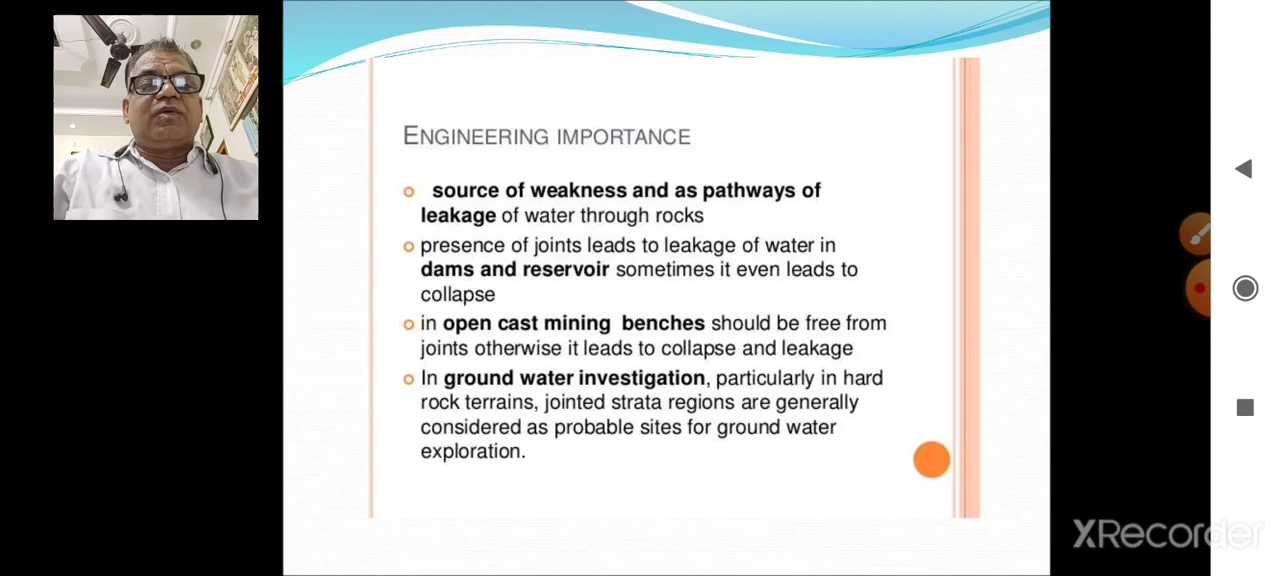 ENGINEERING IMPORTANCE
source of weakness and as pathways of
leakage of water through rocks
presence of joints leads to leakage of water in
dams and reservoir sometimes it even leads to
collapse
in open cast mining benches should be free from
joints otherwise it leads to collapse and leakage
In ground water investigation, particularly in hard
rock terrains, jointed strata regions are generally
considered as probable sites for ground water
exploration.
XRecorder